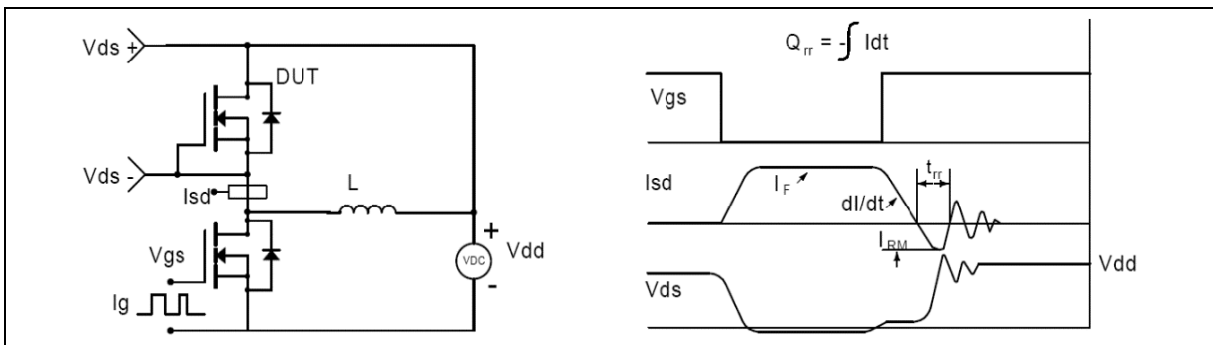 Vds +
DUT
Vds -
Isd
L
Vgs
+
VDC
Vdd
-
Ig
Q rr = -∫ Idt
Vgs
Isd
I F
dI/dt
t rr
I RM
Vdd
Vds